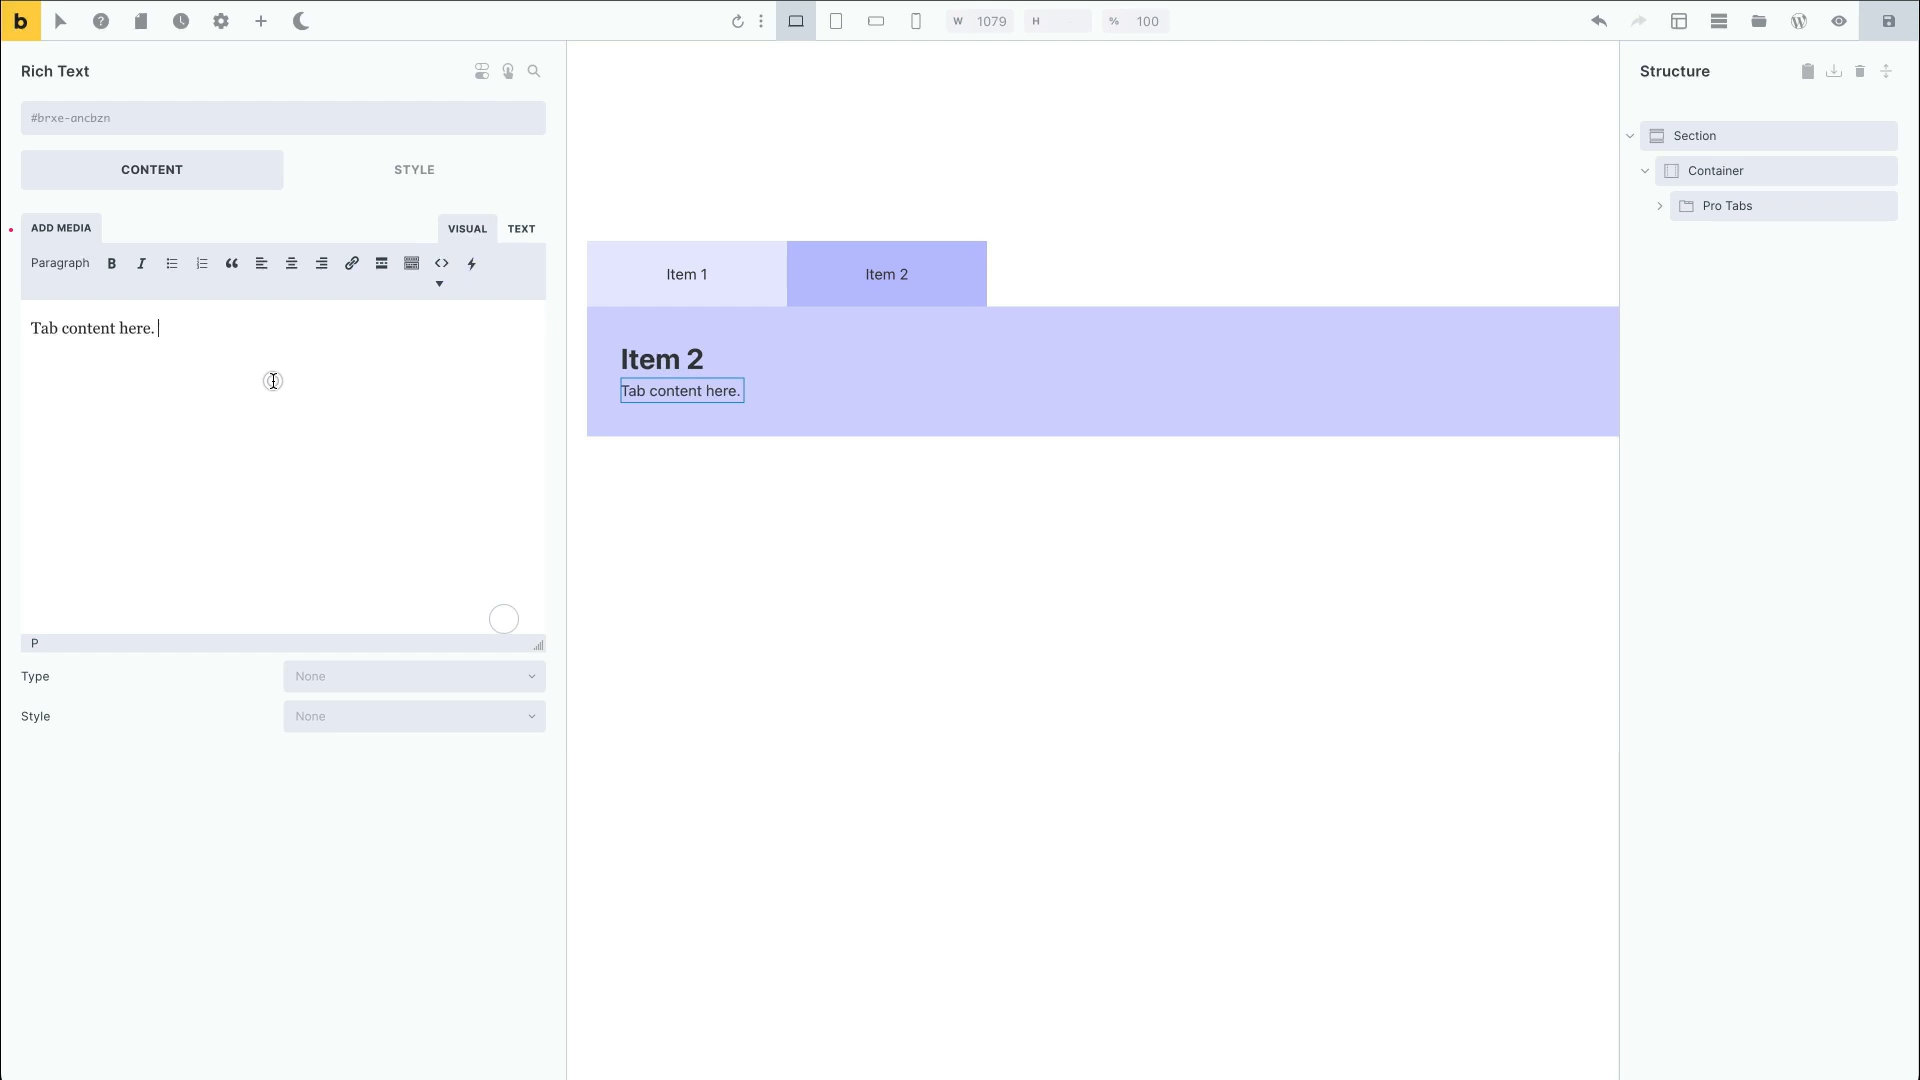 b
W 1079 H - % 100
Rich Text
#brxe-ancbzn
CONTENT STYLE
ADD MEDIA VISUAL TEXT
Paragraph B I
Tab content here.
P
Type None
Style None
Item 1 Item 2
Item 2
Tab content here.
Structure
Section
Container
Pro Tabs